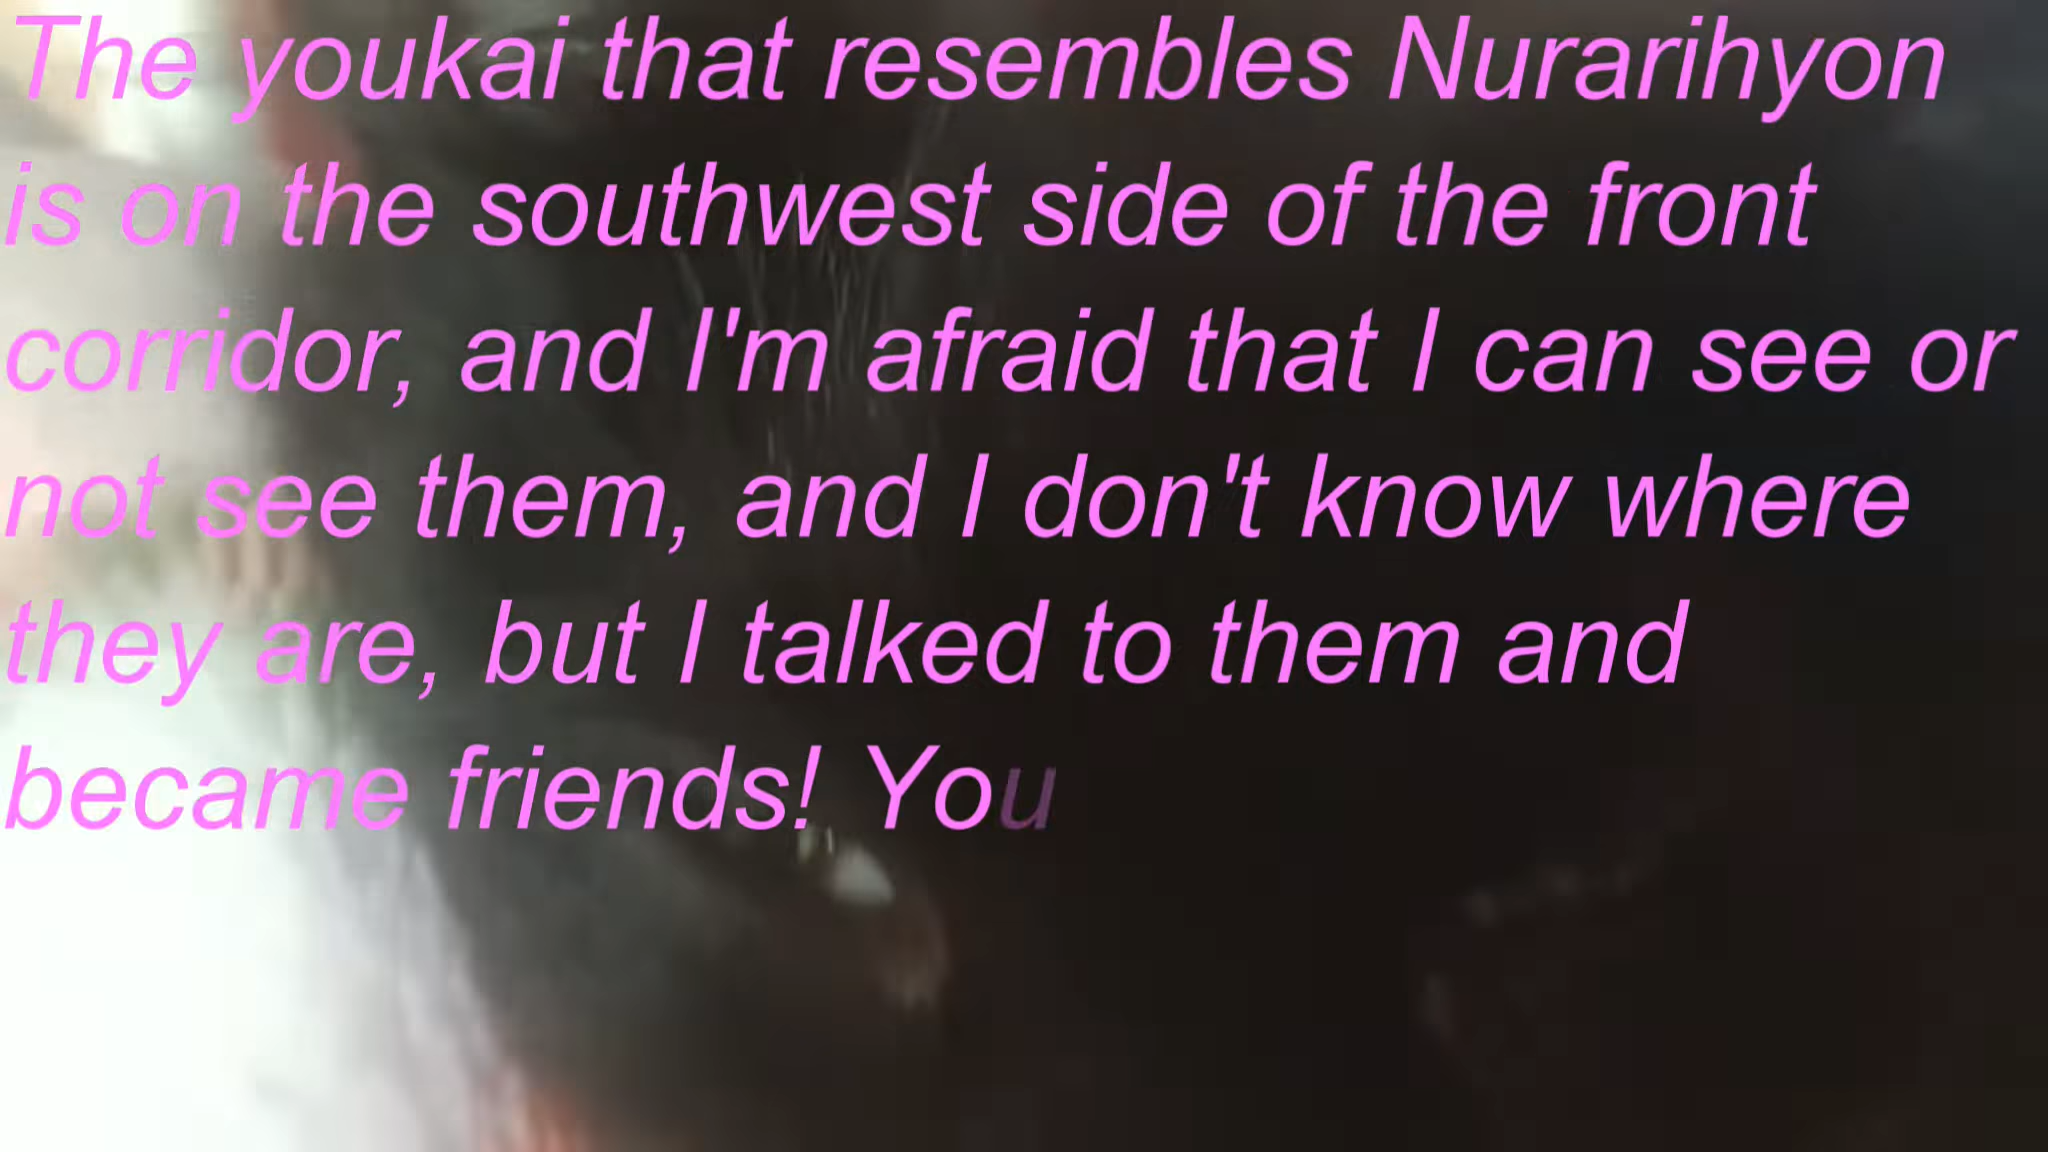 The youkai that resembles Nurarihyon
is on the southwest side of the front
corridor, and I'm afraid that I can see or
not see them, and I don't know where
they are, but I talked to them and
became friends! You